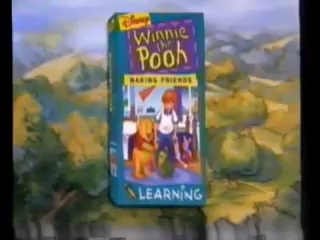 Disney
Winnie
the
Pooh
MAKING FRIENDS
LEARNING